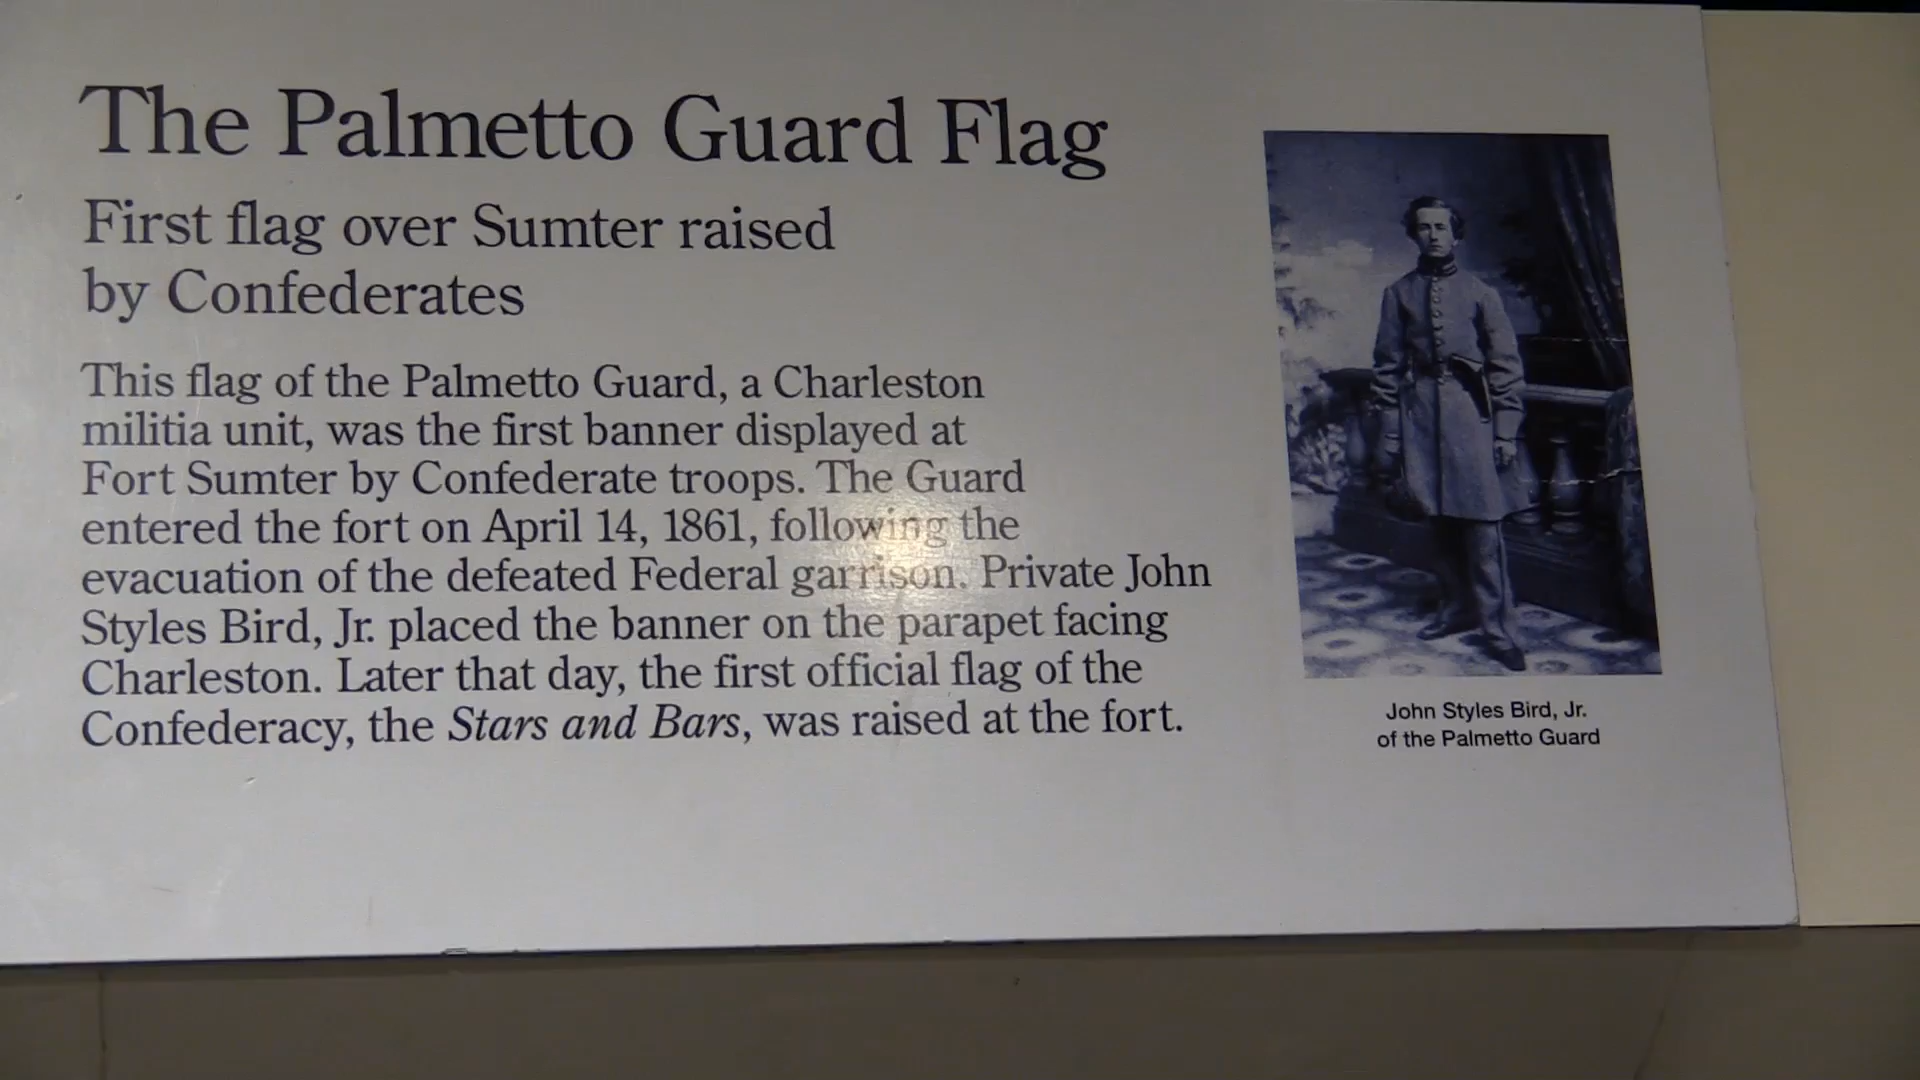 The Palmetto Guard Flag
First flag over Sumter raised
by Confederates
This flag of the Palmetto Guard, a Charleston
militia unit, was the first banner displayed at
Fort Sumter by Confederate troops. The Guard
entered the fort on April 14, 1861, following the
evacuation of the defeated Federal garrison. Private John
Styles Bird, Jr. placed the banner on the parapet facing
Charleston. Later that day, the first official flag of the
Confederacy, the Stars and Bars, was raised at the fort.
John Styles Bird, Jr.
of the Palmetto Guard